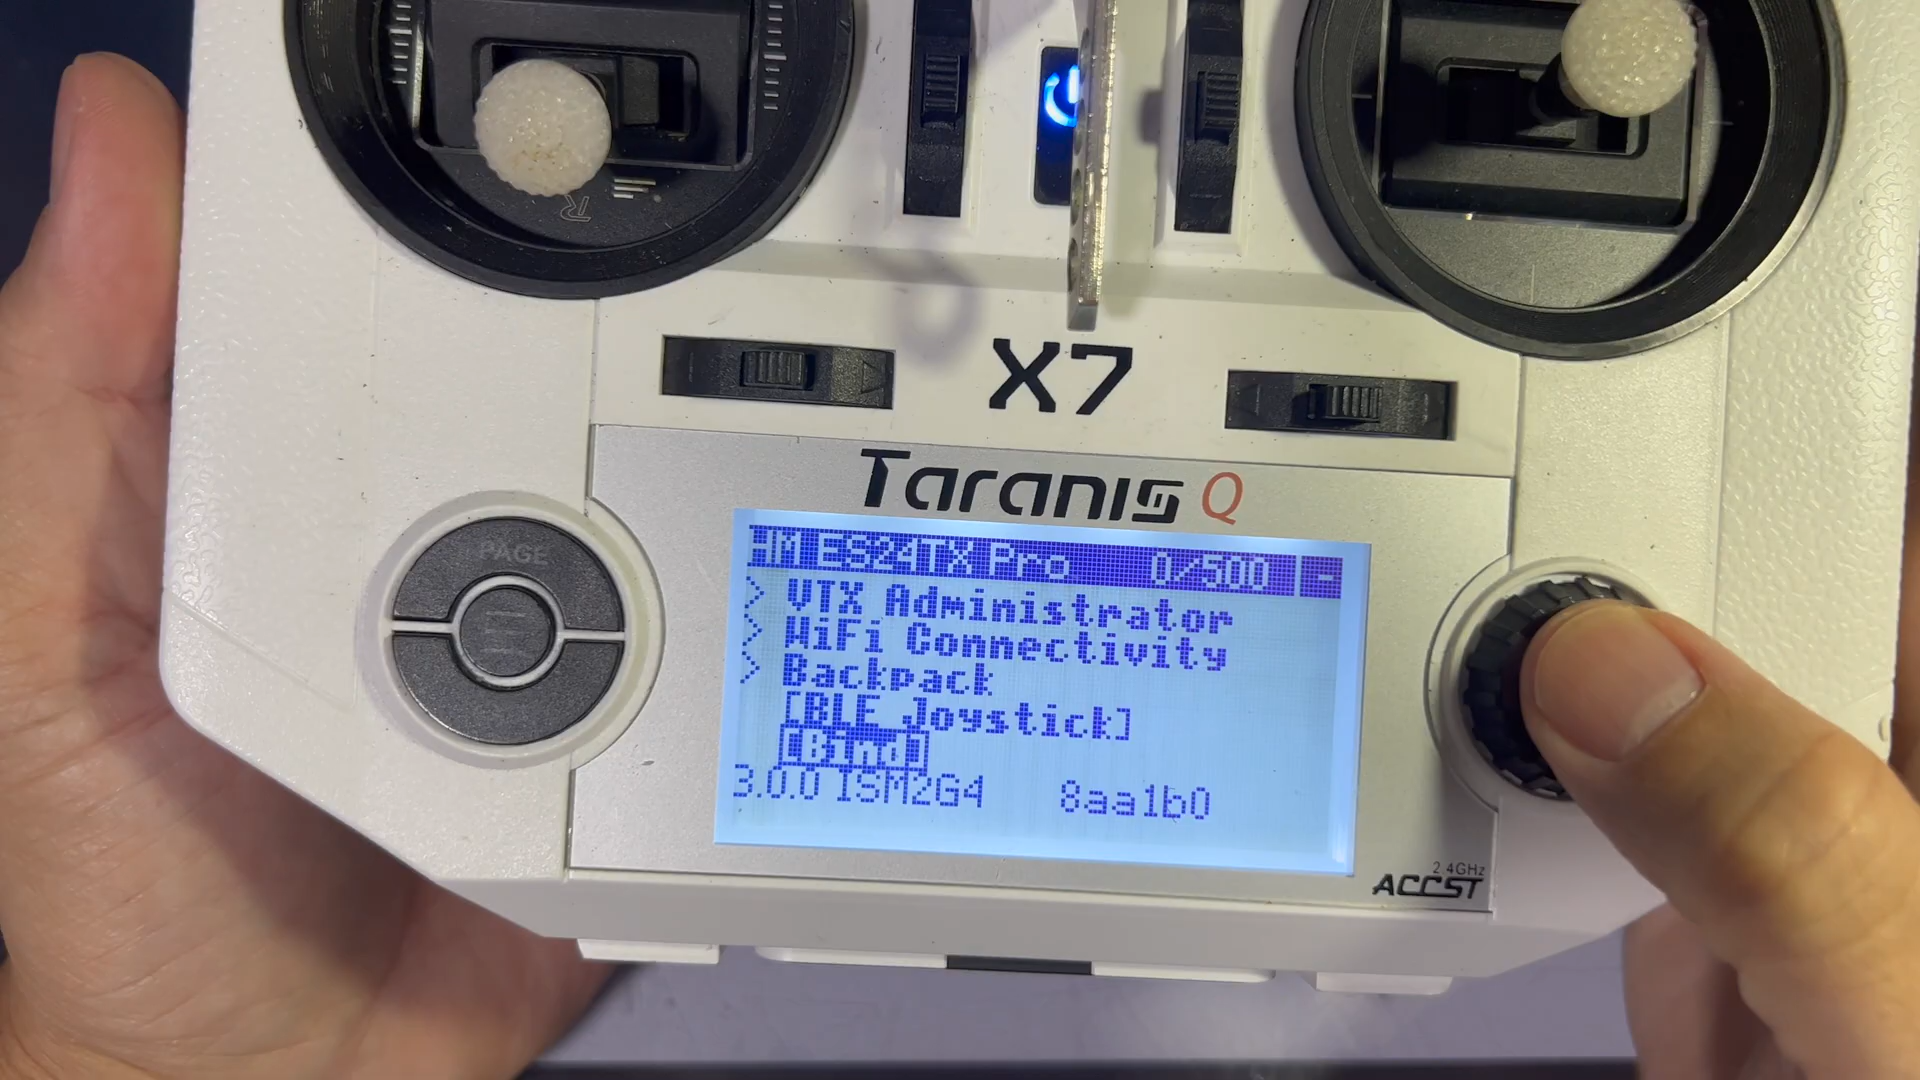 R
X7
Taranis Q
PAGE
HM ES24TX Pro 0/500 | -
> VTX Administrator
> WiFi Connectivity
> Backpack
[BLE Joystick]
[Bind]
3.0.0 ISM2G4 8aa1b0
2.4GHz
ACCST